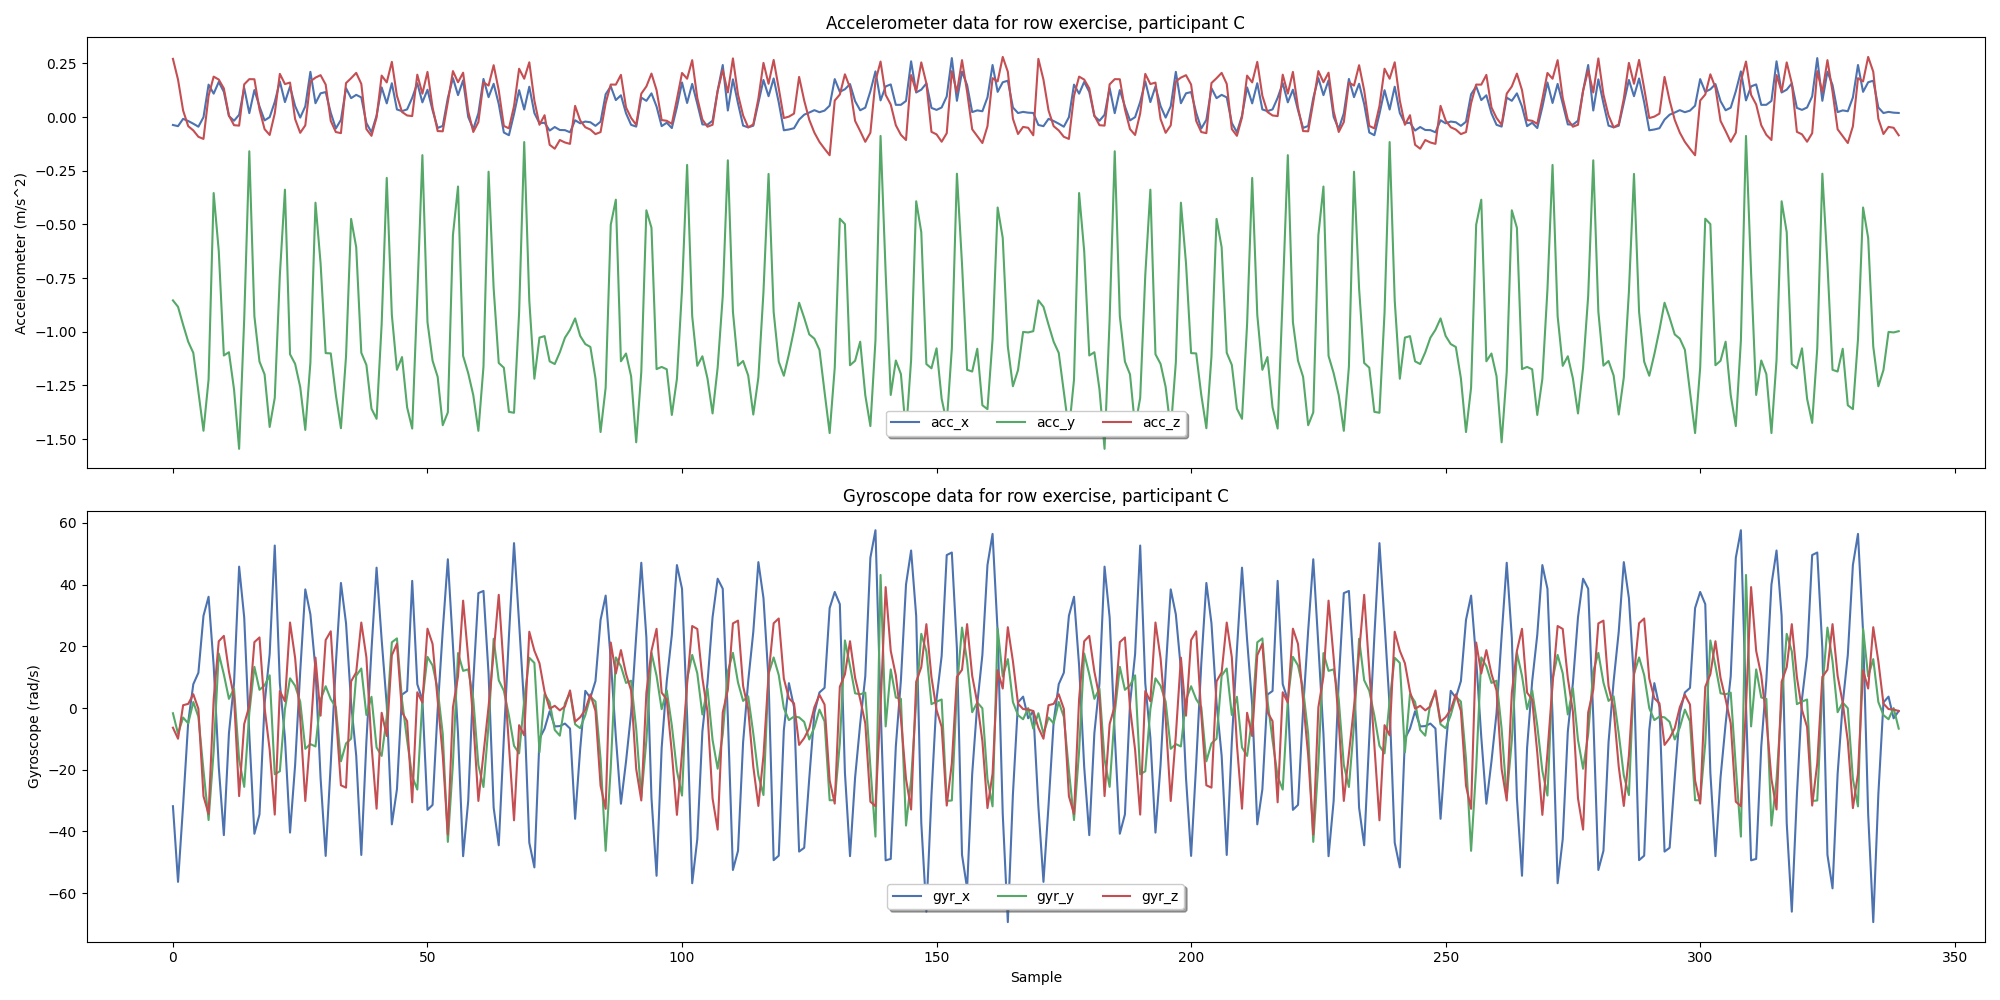 Accelerometer data for row exercise, participant C
0.25
0.00
−0.25
−0.50
−0.75
−1.00
−1.25
−1.50
Accelerometer (m/s^2)
acc_x acc_y acc_z
Gyroscope data for row exercise, participant C
60
40
20
0
−20
−40
−60
Gyroscope (rad/s)
gyr_x gyr_y gyr_z
0 50 100 150 200 250 300 350
Sample